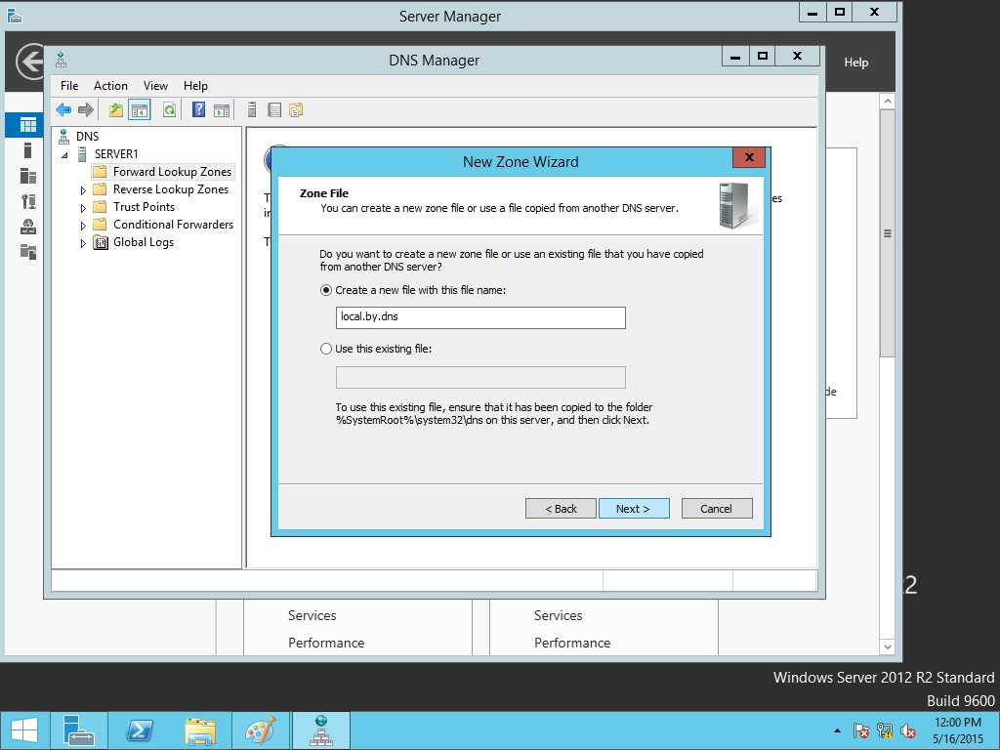 Server Manager
Help
DNS Manager
File Action View Help
DNS
SERVER1
Forward Lookup Zones
Reverse Lookup Zones
Trust Points
Conditional Forwarders
Global Logs
New Zone Wizard
Zone File
You can create a new zone file or use a file copied from another DNS server.
Do you want to create a new zone file or use an existing file that you have copied
from another DNS server?
Create a new file with this file name:
local.by.dns
Use this existing file:
To use this existing file, ensure that it has been copied to the folder
%SystemRoot%\system32\dns on this server, and then click Next.
< Back Next > Cancel
Services Services
Performance Performance
Windows Server 2012 R2 Standard
Build 9600
12:00 PM
5/16/2015